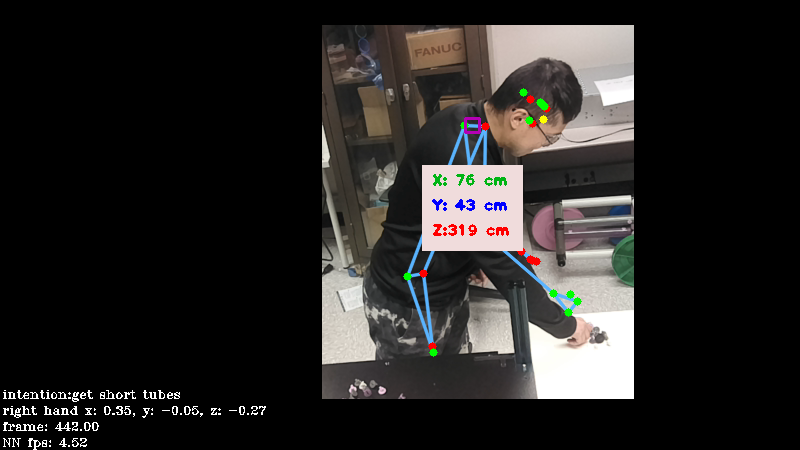 FANUC
X: 76 cm
Y: 43 cm
Z:319 cm
intention:get short tubes
right hand x: 0.35, y: -0.05, z: -0.27
frame: 442.00
NN fps: 4.52